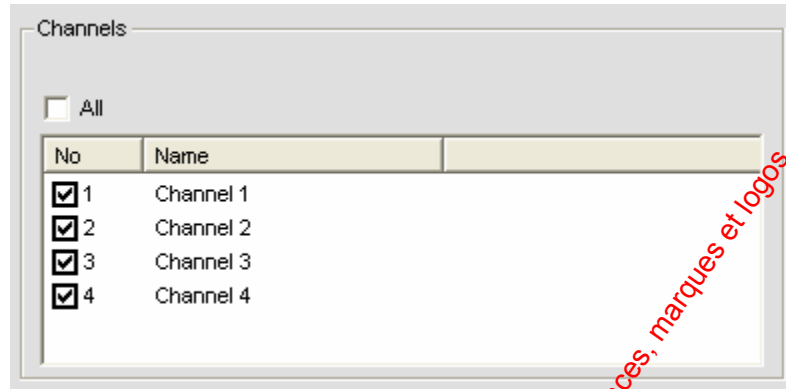 Channels
All
No Name
1 Channel 1
2 Channel 2
3 Channel 3
4 Channel 4
marques et logos